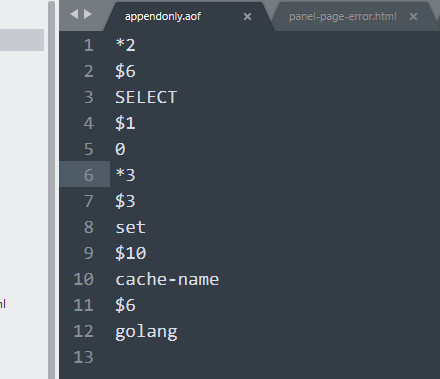 appendonly.aof × panel-page-error.html ×
1 *2
2 $6
3 SELECT
4 $1
5 0
6 *3
7 $3
8 set
9 $10
10 cache-name
11 $6
12 golang
13